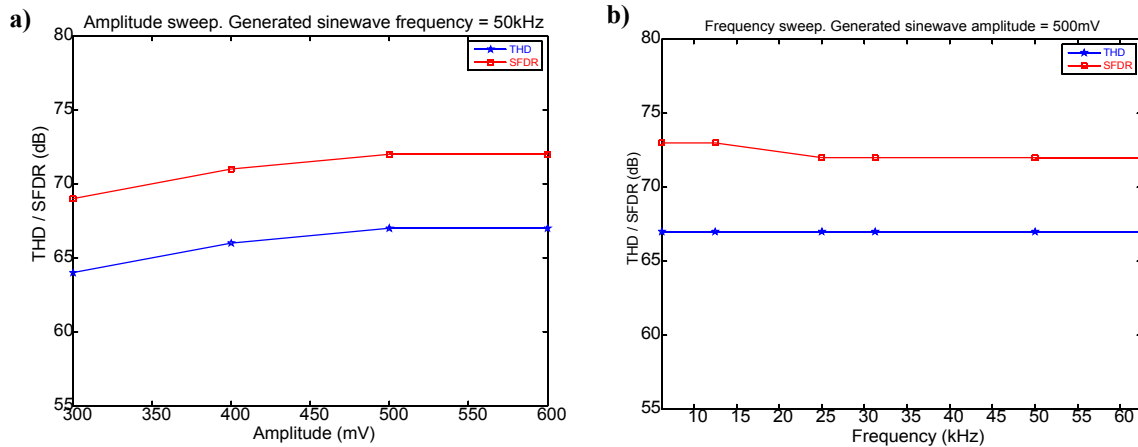 a)
Amplitude sweep. Generated sinewave frequency = 50kHz
80
75
70
65
60
55
THD / SFDR (dB)
THD
SFDR
300 350 400 450 500 550 600
Amplitude (mV)
b)
Frequency sweep. Generated sinewave amplitude = 500mV
80
75
70
65
60
55
THD / SFDR (dB)
THD
SFDR
10 15 20 25 30 35 40 45 50 55 60
Frequency (kHz)